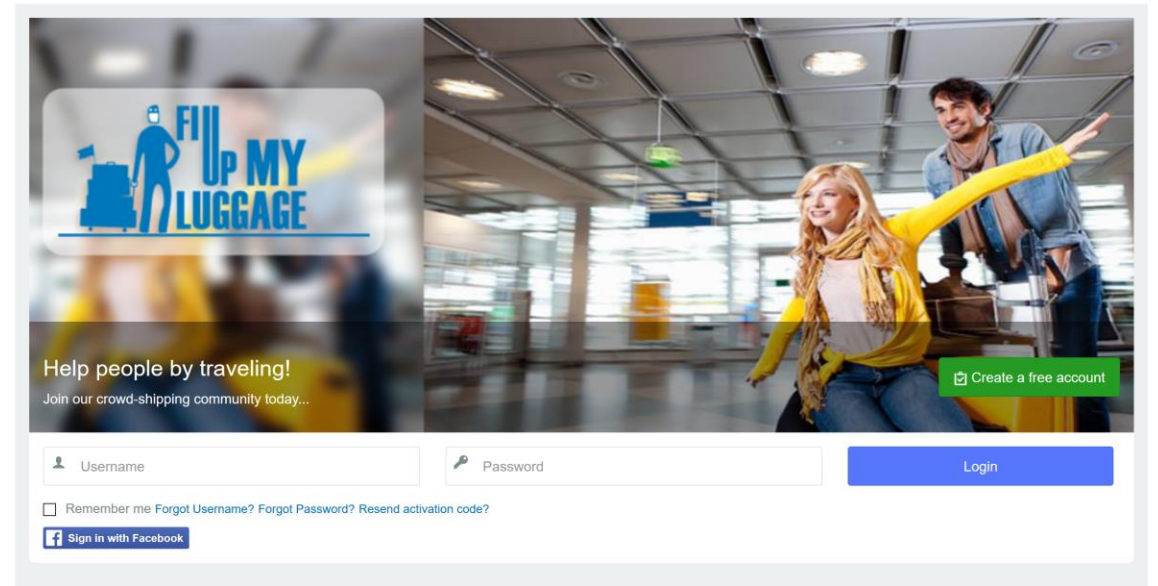 FILL
UP MY
LUGGAGE
Help people by traveling!
Join our crowd-shipping community today...
Create a free account
Username
Password
Login
Remember me Forgot Username? Forgot Password? Resend activation code?
f Sign in with Facebook